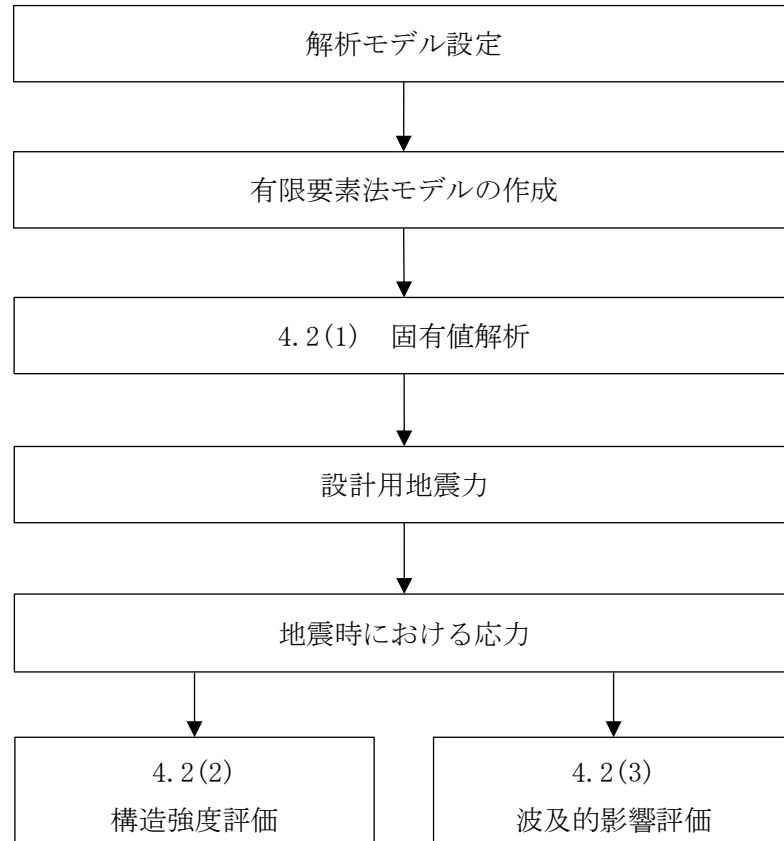 解析モデル設定
有限要素法モデルの作成
4.2(1)　固有値解析
設計用地震力
地震時における応力
4.2(2)
構造強度評価
4.2(3)
波及的影響評価